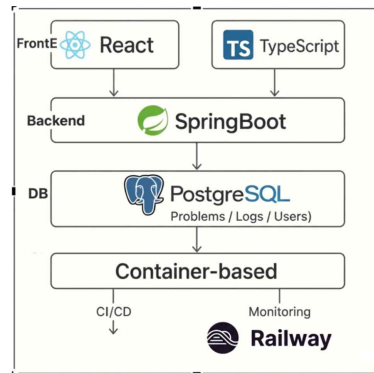 FrontE
React
TS TypeScript
Backend
SpringBoot
DB
PostgreSQL
Problems / Logs / Users)
Container-based
CI/CD
Monitoring
Railway